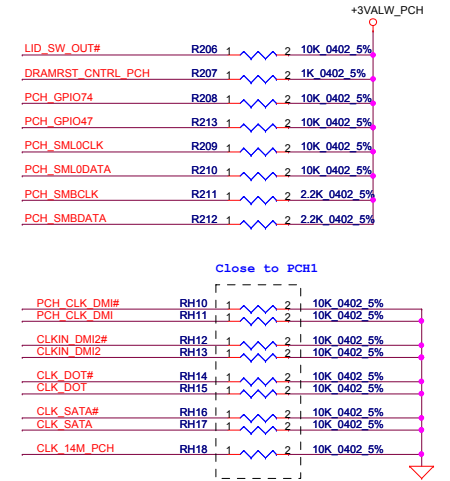 +3VALW_PCH
LID_SW_OUT# R206 1 2 10K_0402_5%
DRAMRST_CNTRL_PCH R207 1 2 1K_0402_5%
PCH_GPIO74 R208 1 2 10K_0402_5%
PCH_GPIO47 R213 1 2 10K_0402_5%
PCH_SML0CLK R209 1 2 10K_0402_5%
PCH_SML0DATA R210 1 2 10K_0402_5%
PCH_SMBCLK R211 1 2 2.2K_0402_5%
PCH_SMBDATA R212 1 2 2.2K_0402_5%
Close to PCH1
PCH_CLK_DMI# RH10 1 2 10K_0402_5%
PCH_CLK_DMI RH11 1 2 10K_0402_5%
CLKIN_DMI2# RH12 1 2 10K_0402_5%
CLKIN_DMI2 RH13 1 2 10K_0402_5%
CLK_DOT# RH14 1 2 10K_0402_5%
CLK_DOT RH15 1 2 10K_0402_5%
CLK_SATA# RH16 1 2 10K_0402_5%
CLK_SATA RH17 1 2 10K_0402_5%
CLK_14M_PCH RH18 1 2 10K_0402_5%